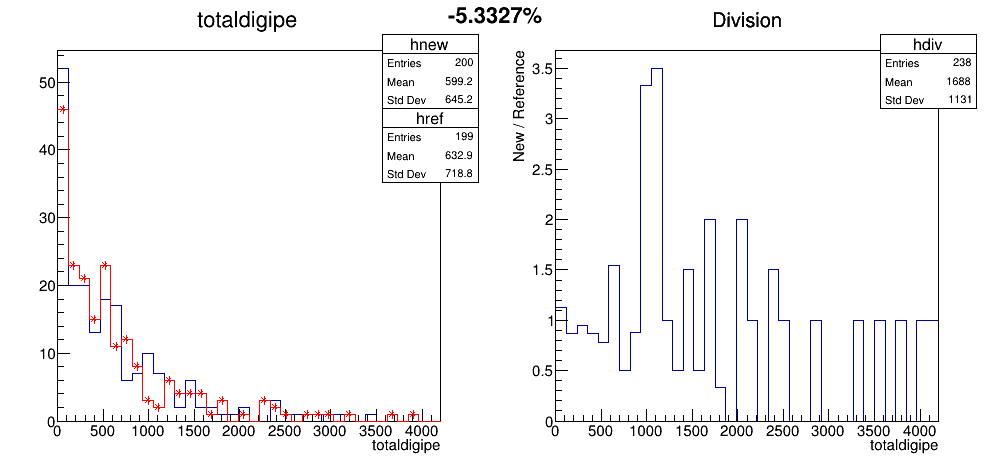 -5.3327%
totaldigipe
hnew
Entries 200
Mean 599.2
Std Dev 645.2
href
Entries 199
Mean 632.9
Std Dev 718.8
50
40
30
20
10
0
0 500 1000 1500 2000 2500 3000 3500 4000
totaldigipe
Division
hdiv
Entries 238
Mean 1688
Std Dev 1131
New / Reference
3.5
3
2.5
2
1.5
1
0.5
0
0 500 1000 1500 2000 2500 3000 3500 4000
totaldigipe